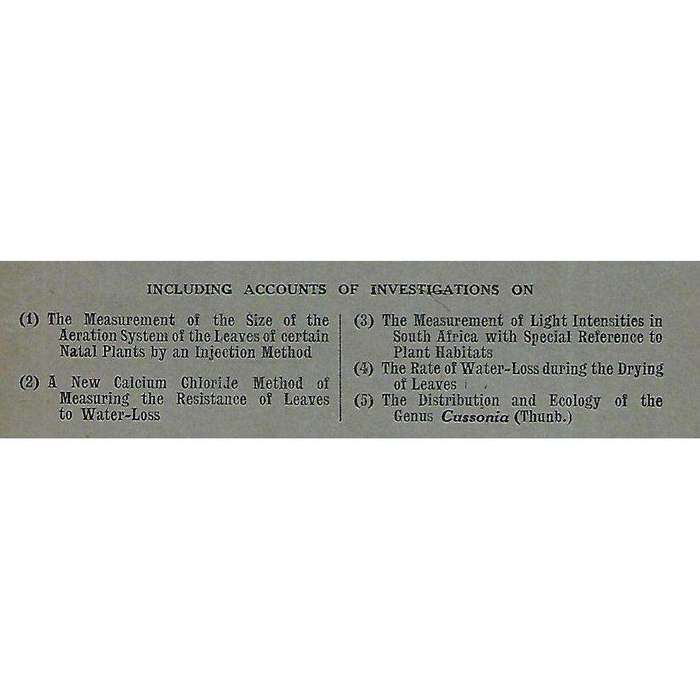 INCLUDING ACCOUNTS OF INVESTIGATIONS ON
(1) The Measurement of the Size of the
Aeration System of the Leaves of certain
Natal Plants by an Injection Method
(2) A New Calcium Chloride Method of
Measuring the Resistance of Leaves
to Water-Loss
(3) The Measurement of Light Intensities in
South Africa with Special Reference to
Plant Habitats
(4) The Rate of Water-Loss during the Drying
of Leaves
(5) The Distribution and Ecology of the
Genus Cussonia (Thunb.)